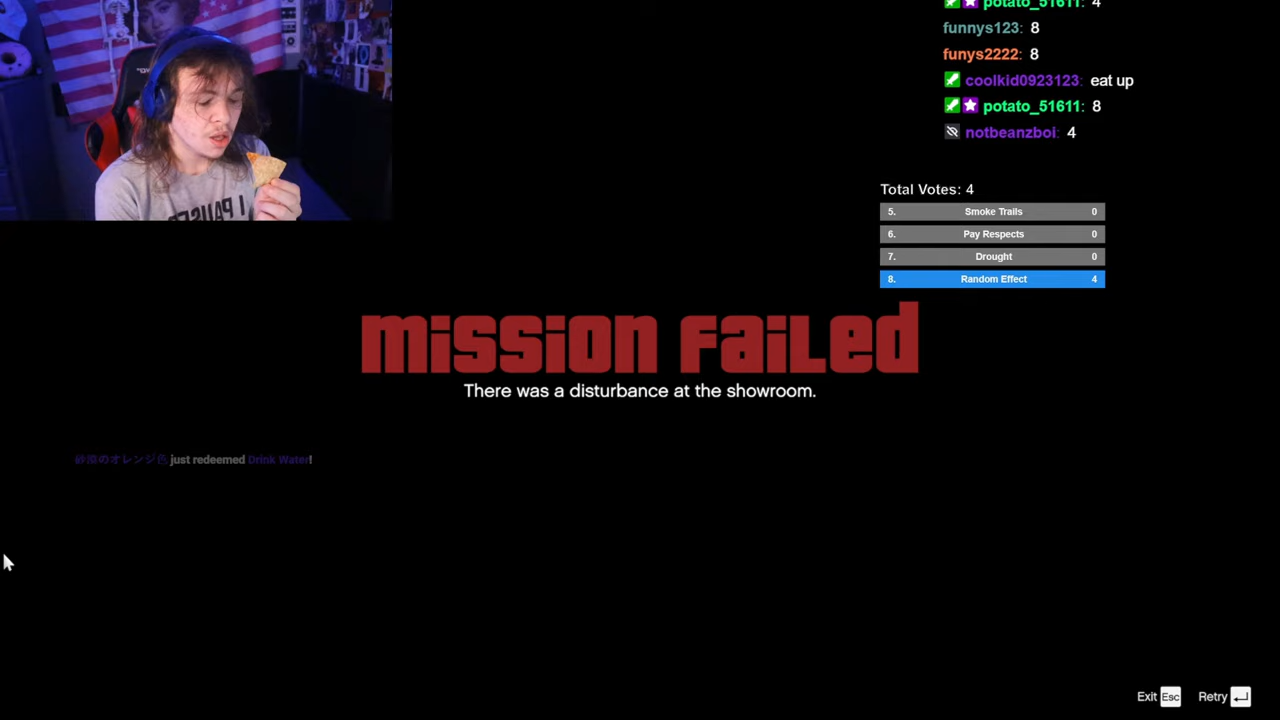 potato_51611: 4
funnys123: 8
funys2222: 8
coolkid0923123: eat up
potato_51611: 8
notbeanzboi: 4
Total Votes: 4
5. Smoke Trails 0
6. Pay Respects 0
7. Drought 0
8. Random Effect 4
mission failed
There was a disturbance at the showroom.
のオレンジ色 just redeemed Drink Water!
Exit Esc Retry